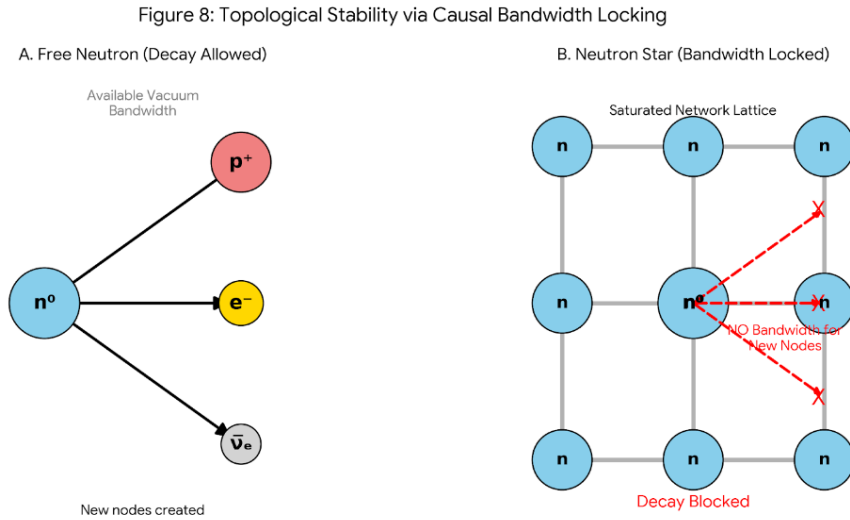 Figure 8: Topological Stability via Causal Bandwidth Locking
A. Free Neutron (Decay Allowed)
Available Vacuum
Bandwidth
p⁺
n⁰
e⁻
ν̄ₑ
New nodes created
B. Neutron Star (Bandwidth Locked)
Saturated Network Lattice
n n n
X
n n⁰ X n
NO Bandwidth for
New Nodes
X
n n n
Decay Blocked